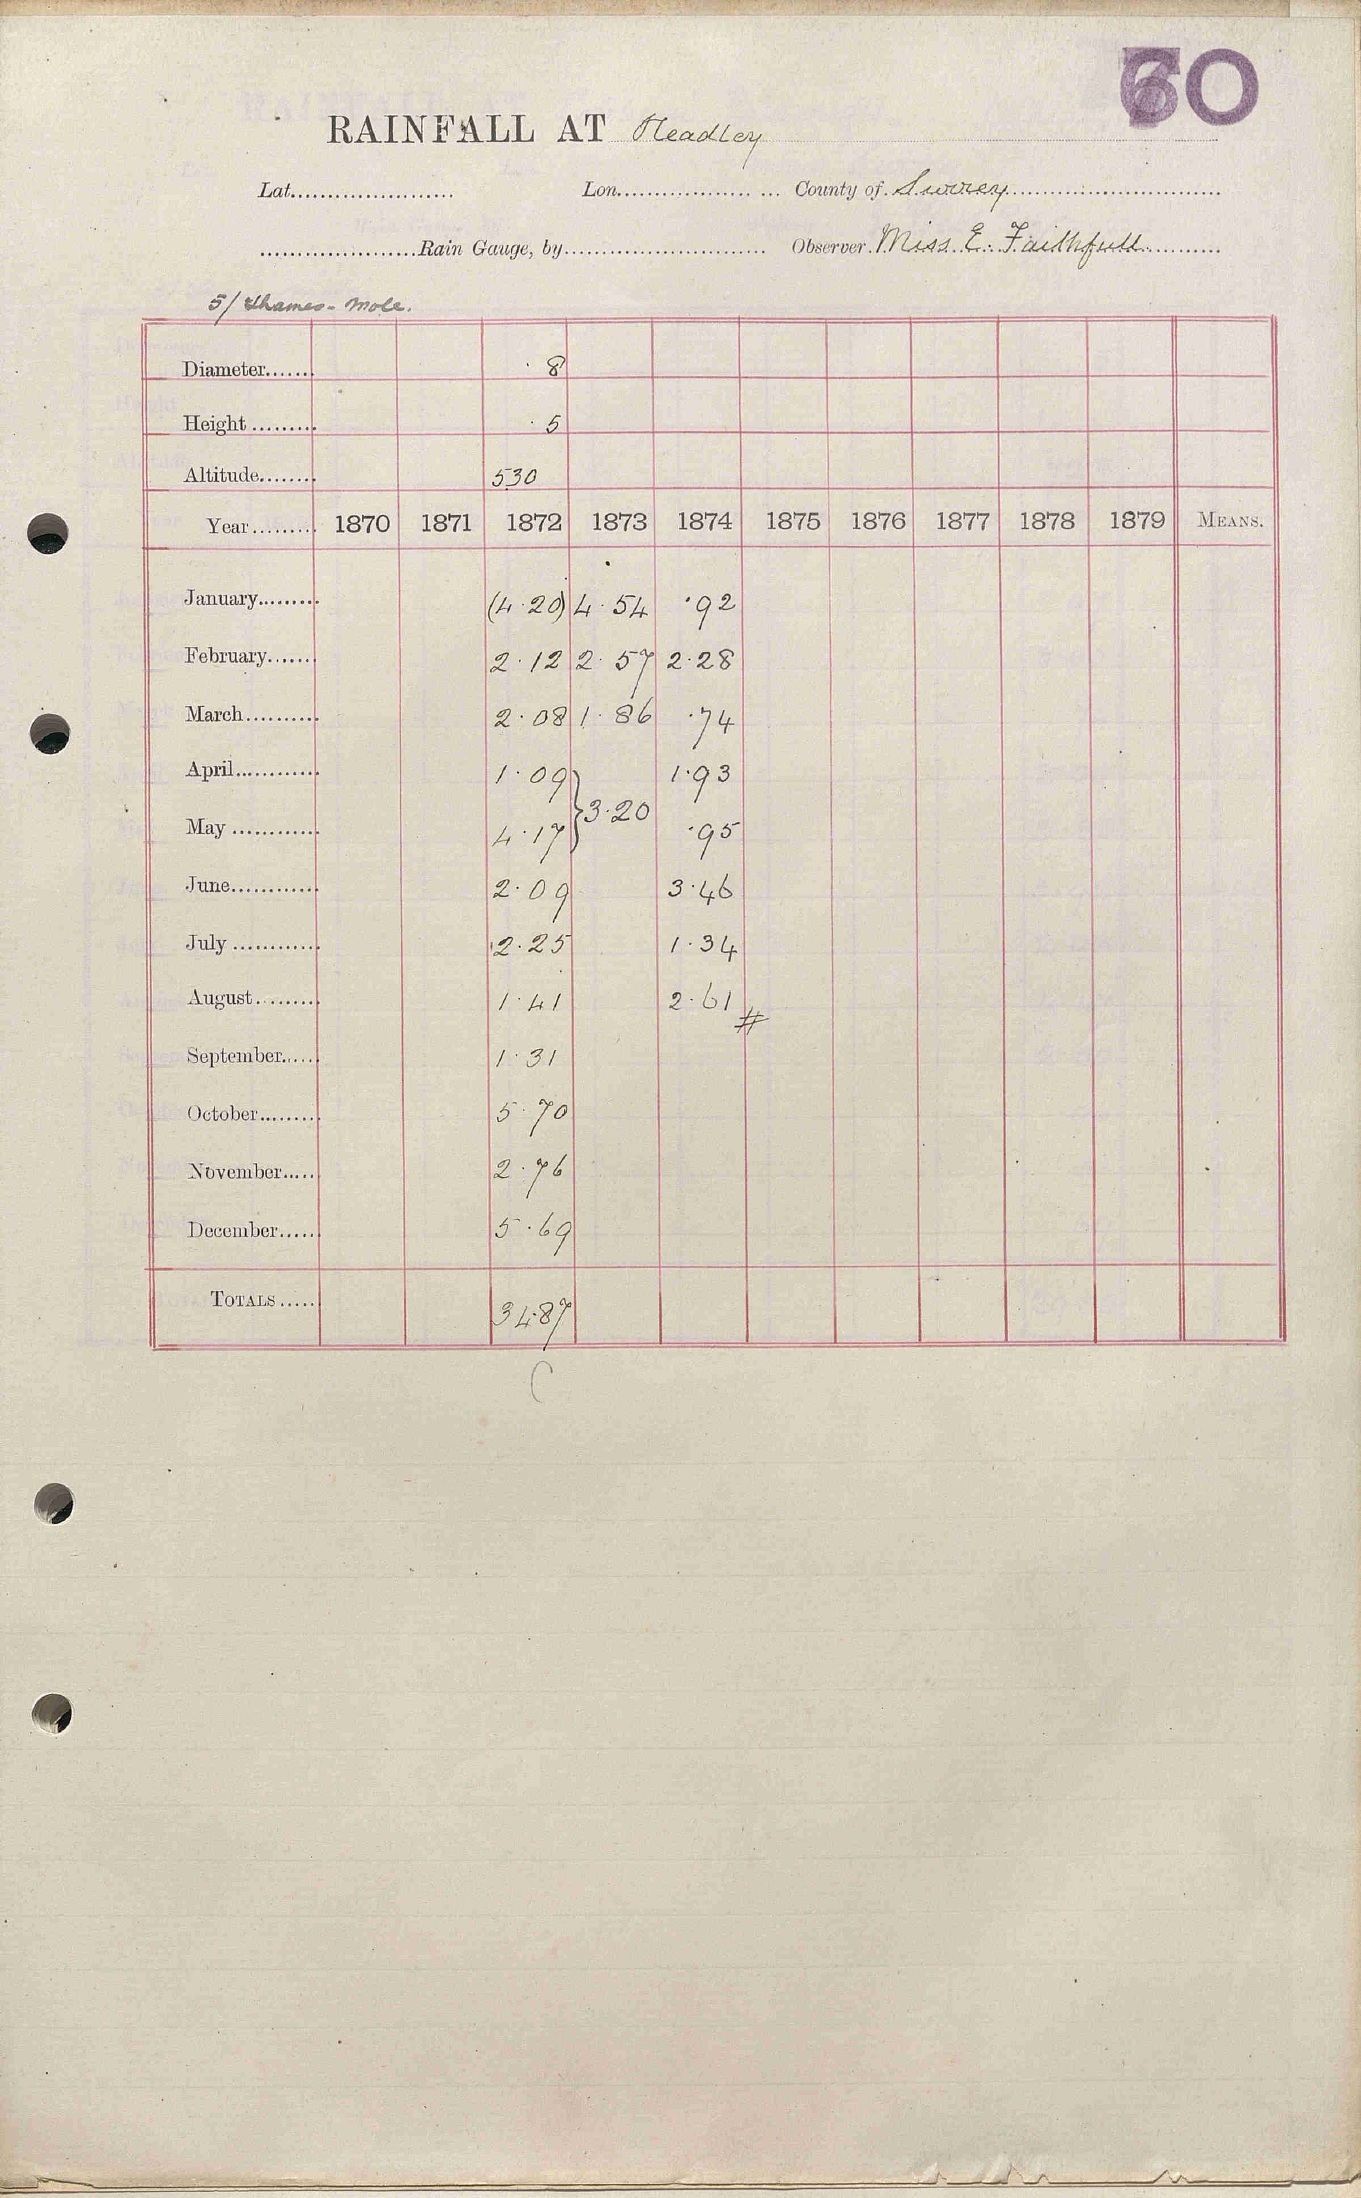 60
RAINFALL AT Headley
Lat. Lon. County of Surrey
Rain Gauge, by Observer Miss E. Faithfull
5/ Thames - Mole.
Diameter 8
Height 5
Altitude 530
Year 1870 1871 1872 1873 1874 1875 1876 1877 1878 1879 MEANS.
January (4.20) 4.54 .92
February 2.12 2.57 2.28
March 2.08 1.86 .74
April 1.09 1.93
} 3.20
May 4.17 .95
June 2.09 3.46
July 2.25 1.34
August 1.41 2.61 #
September 1.31
October 5.70
November 2.76
December 5.69
TOTALS 34.87
C